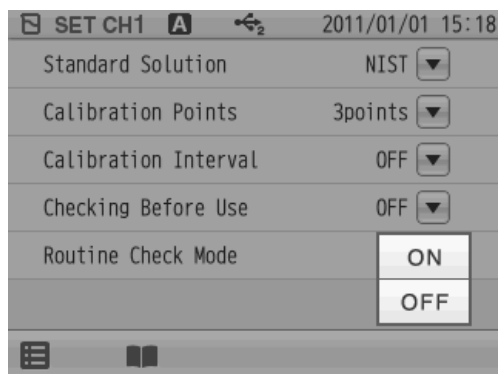 SET CH1 A 2 2011/01/01 15:18
Standard Solution NIST
Calibration Points 3points
Calibration Interval OFF
Checking Before Use OFF
Routine Check Mode ON
OFF